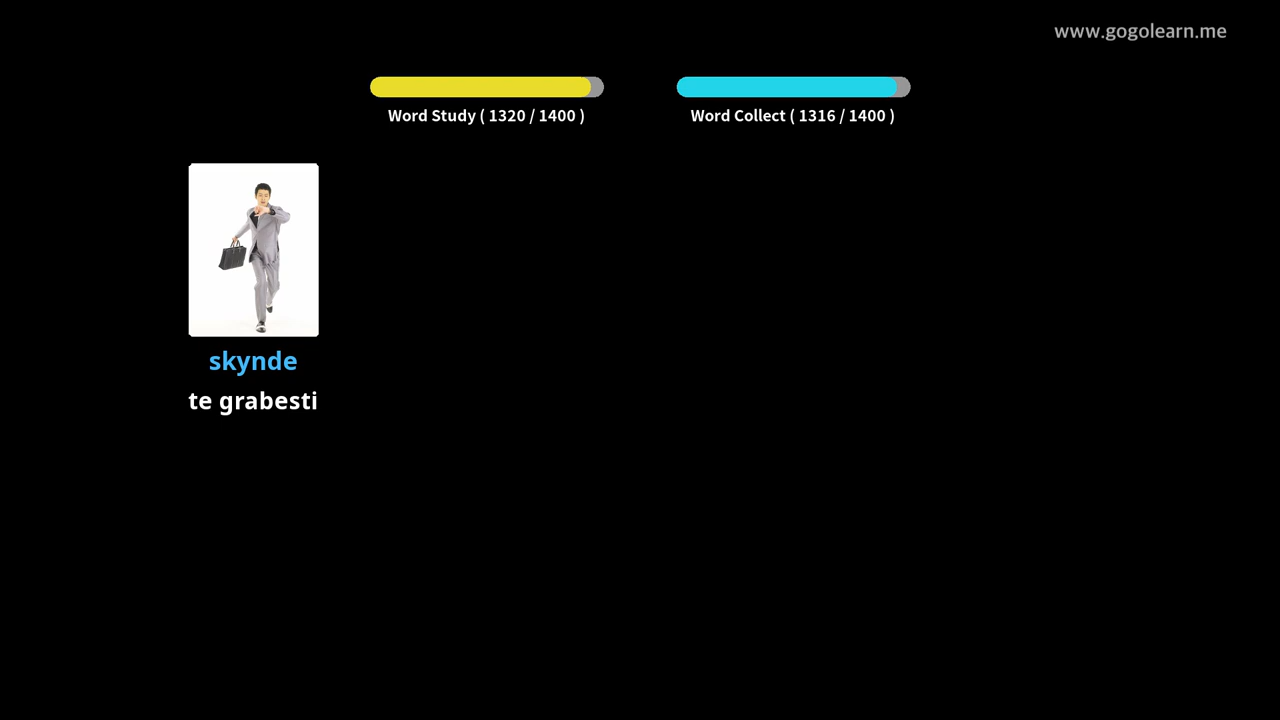 www.gogolearn.me
Word Study ( 1320 / 1400 )
Word Collect ( 1316 / 1400 )
skynde
te grabesti